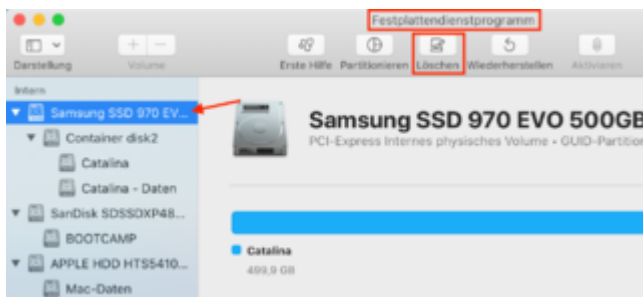 Festplattendienstprogramm
Darstellung Volume Erste Hilfe Partitionieren Löschen Wiederherstellen Aktivieren
Intern
Samsung SSD 970 EV...
Container disk2
Catalina
Catalina - Daten
SanDisk SDSSDXP48...
BOOTCAMP
APPLE HDD HTS5410...
Mac-Daten
Samsung SSD 970 EVO 500GB
PCI-Express Internes physisches Volume • GUID-Partition
Catalina
499,9 GB